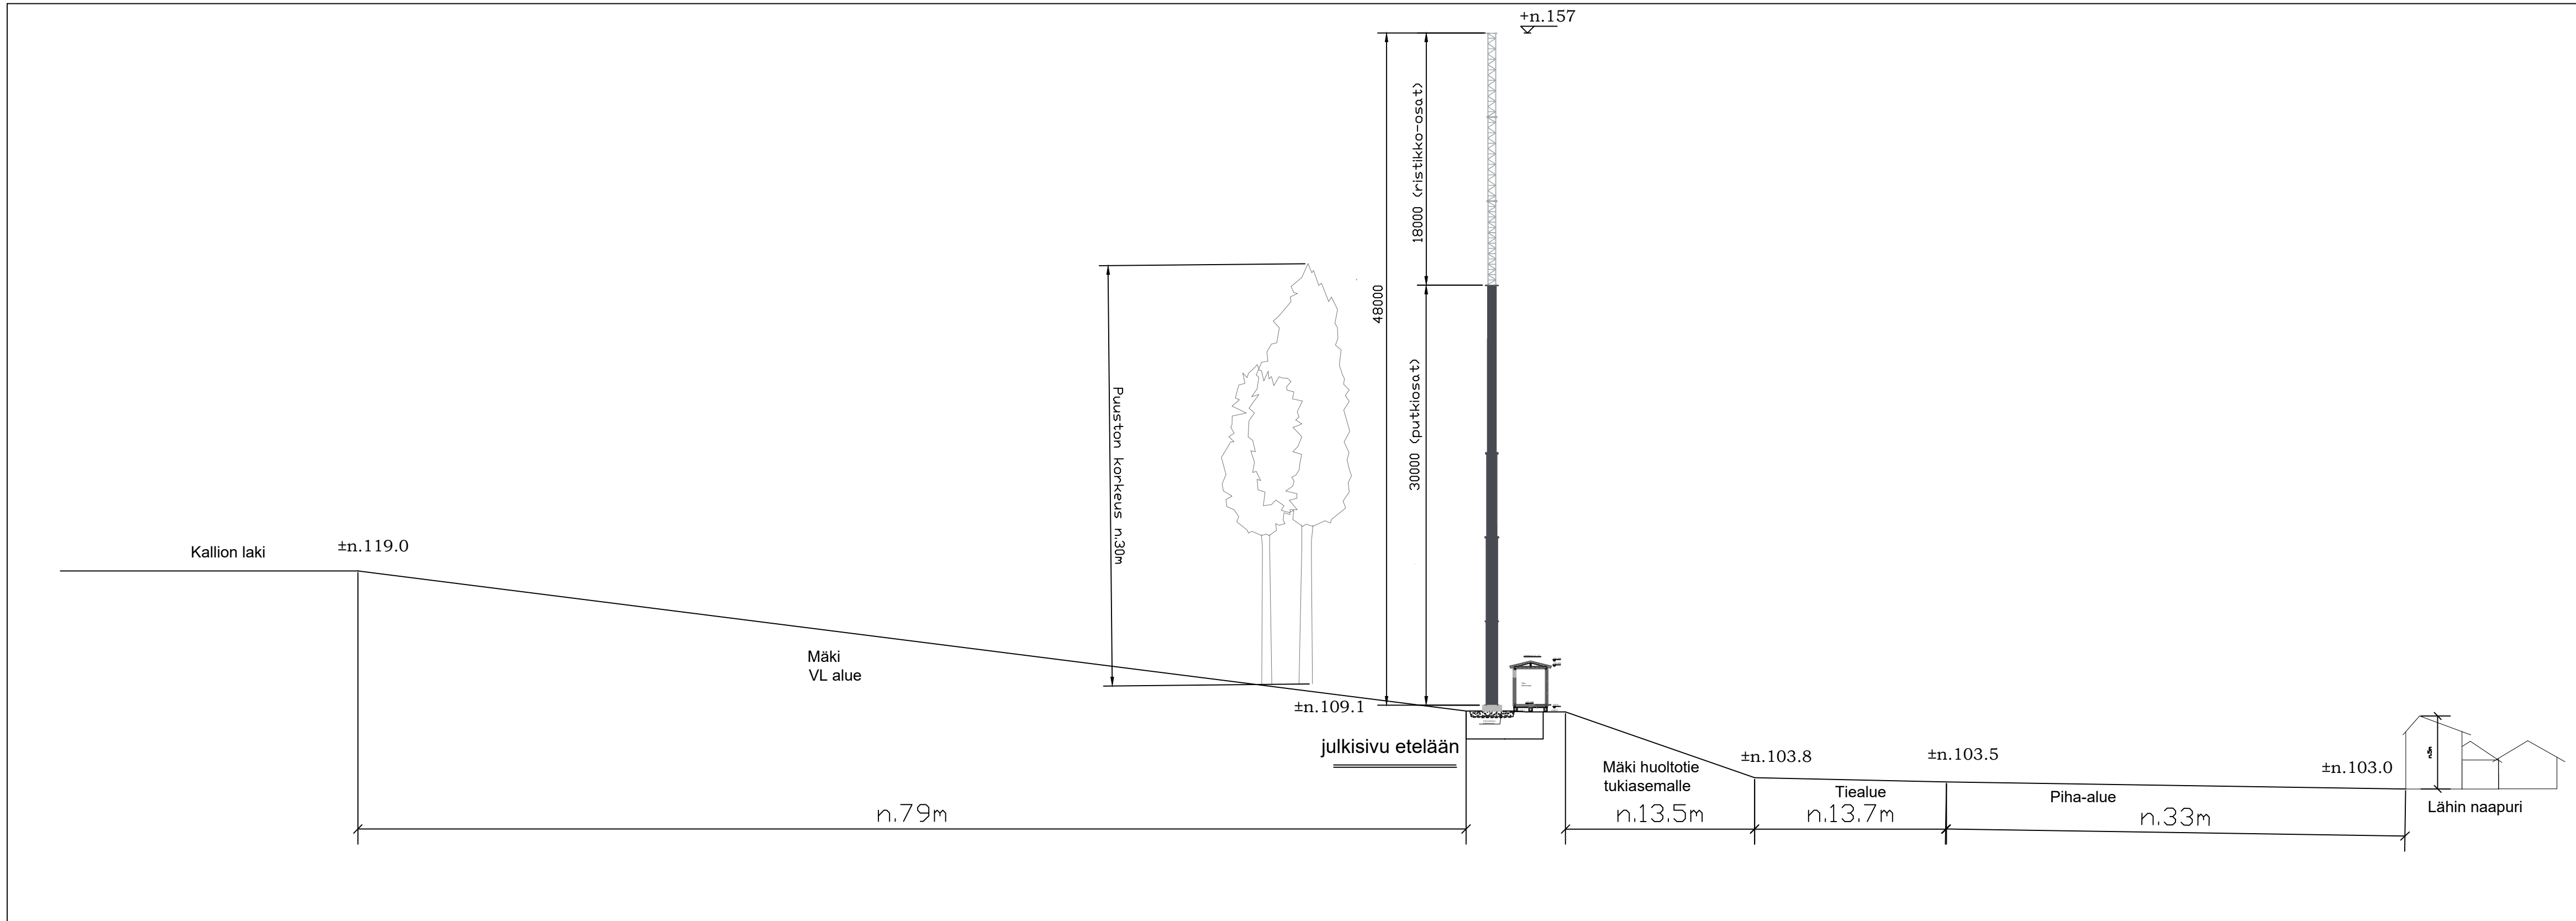 +n.157
18000 (ristikko-osat)
48000
30000 (putkiosat)
Puuston korkeus n.30m
Kallion laki
±n.119.0
Mäki
VL alue
±n.109.1
julkisivu etelään
Mäki huoltotie
tukiasemalle
±n.103.8
Tiealue
±n.103.5
Piha-alue
±n.103.0
Lähin naapuri
n.79m
n.13.5m
n.13.7m
n.33m